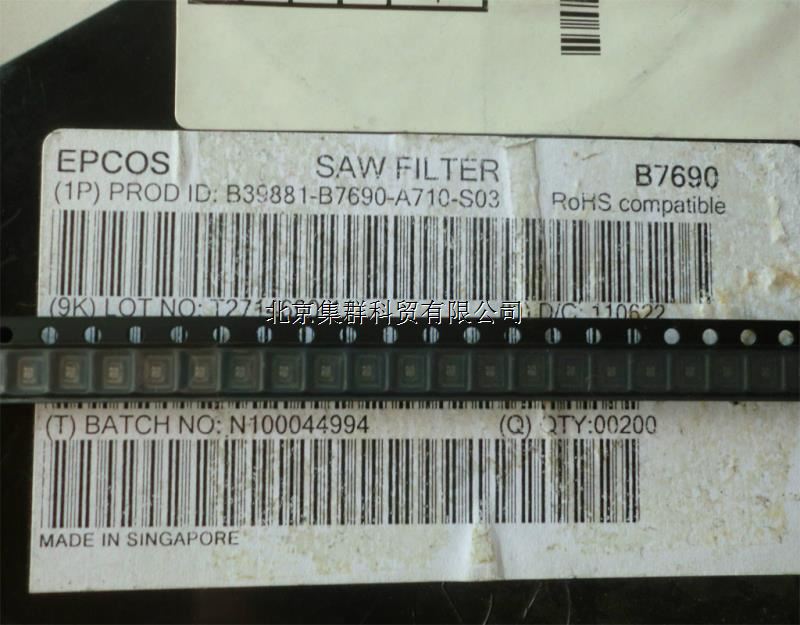 EPCOS SAW FILTER B7690
(1P) PROD ID: B39881-B7690-A710-S03 RoHS compatible
(9K) LOT NO: D/C: 110622
北京集群科贸有限公司
(T) BATCH NO: N100044994 (Q) QTY:00200
MADE IN SINGAPORE